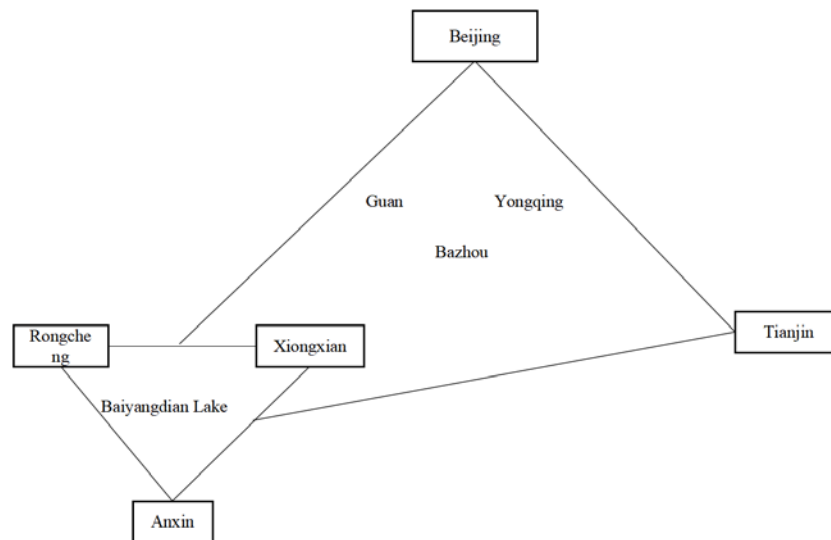 Beijing
Guan
Yongqing
Bazhou
Rongche
ng
Xiongxian
Tianjin
Baiyangdian Lake
Anxin